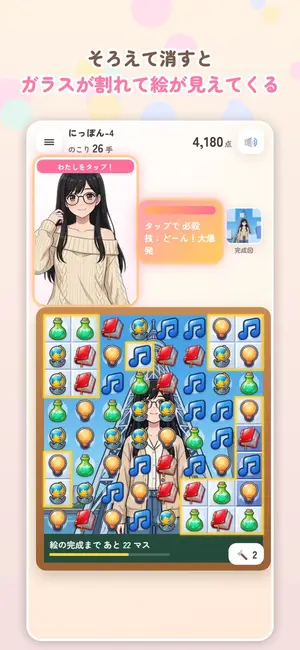 そろえて消すと
ガラスが割れて絵が見えてくる
にっぽん-4
のこり 26 手
4,180点
わたしをタップ！
タップで 必殺
技：どーん！大爆
発
完成図
絵の完成まで あと 22 マス
2